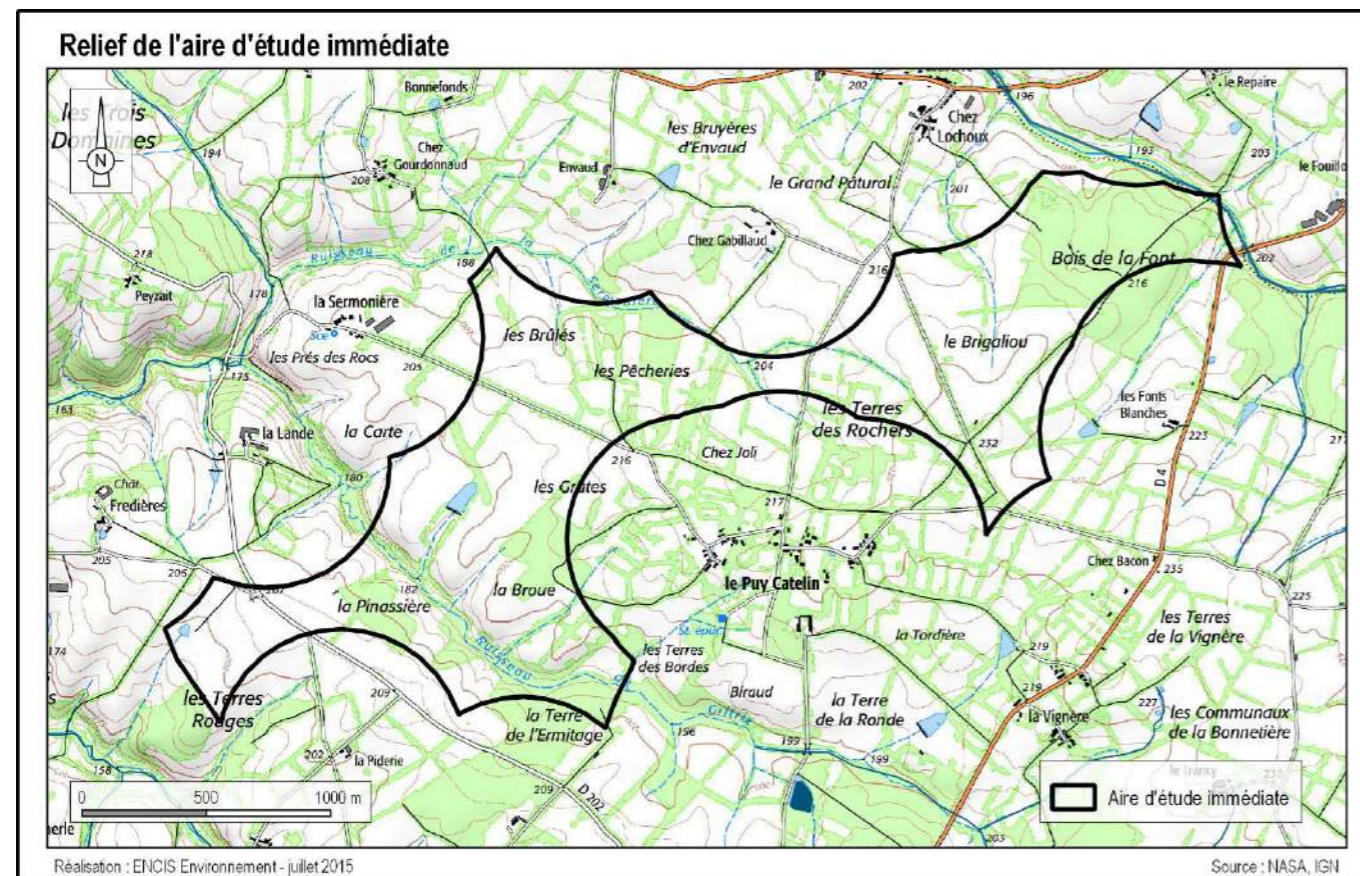 Relief de l'aire d'étude immédiate
Bonnefonds
les Trois
Domaines
N
194
Chez
Gourdonnaud
208
Envaud
les Bruyères
d'Envaud
202
Chez
Lochoux
196
le Repaire
193
203
le Grand Pâtural
201
le Fouillo
Chez Gabillaud
218
Peyzait
178
Ruisseau de la Sermonière
188
216
Bois de la Font
216
202
la Sermonière
Sce
les Prés des Rocs
205
les Brûlés
le Brigaliou
175
163
les Pêcheries
204
les Fonts
Blanches
223
la Carte
la Lande
les Terres
des Rochers
232
217
180
Chât.
Fredières
216
Chez Joli
les Grâtes
217
D 4
205
206
207
182
la Broue
le Puy Catelin
Chez Bacon
235
225
la Pinassière
St. épur.
la Tordière
les Terres
de la Vignère
219
174
Ruisseau
les Terres
des Bordes
Biraud
la Terre
de la Ronde
219
la Vignère
227
les Communaux
de la Bonnetière
les Terres
Rouges
209
la Terre
de l'Ermitage
196
199
199
202
la Piderie
158
209
D 202
203
0 500 1000 m
Aire d'étude immédiate
Réalisation : ENCIS Environnement - juillet 2015
Source : NASA, IGN